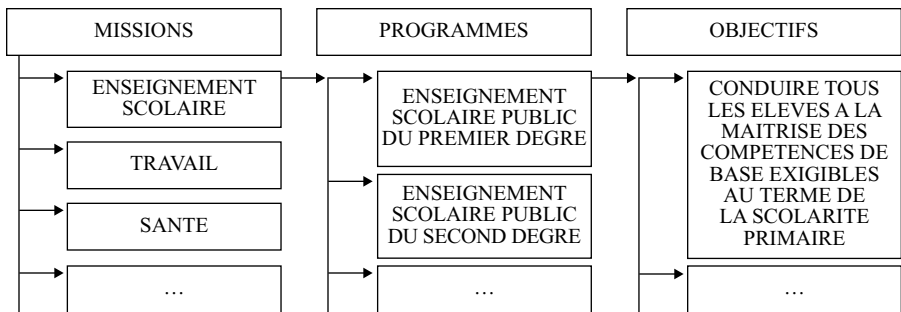 MISSIONS
PROGRAMMES
OBJECTIFS
ENSEIGNEMENT
SCOLAIRE
TRAVAIL
SANTE
…
ENSEIGNEMENT
SCOLAIRE PUBLIC
DU PREMIER DEGRE
ENSEIGNEMENT
SCOLAIRE PUBLIC
DU SECOND DEGRE
…
CONDUIRE TOUS
LES ELEVES A LA
MAITRISE DES
COMPETENCES DE
BASE EXIGIBLES
AU TERME DE
LA SCOLARITE
PRIMAIRE
…